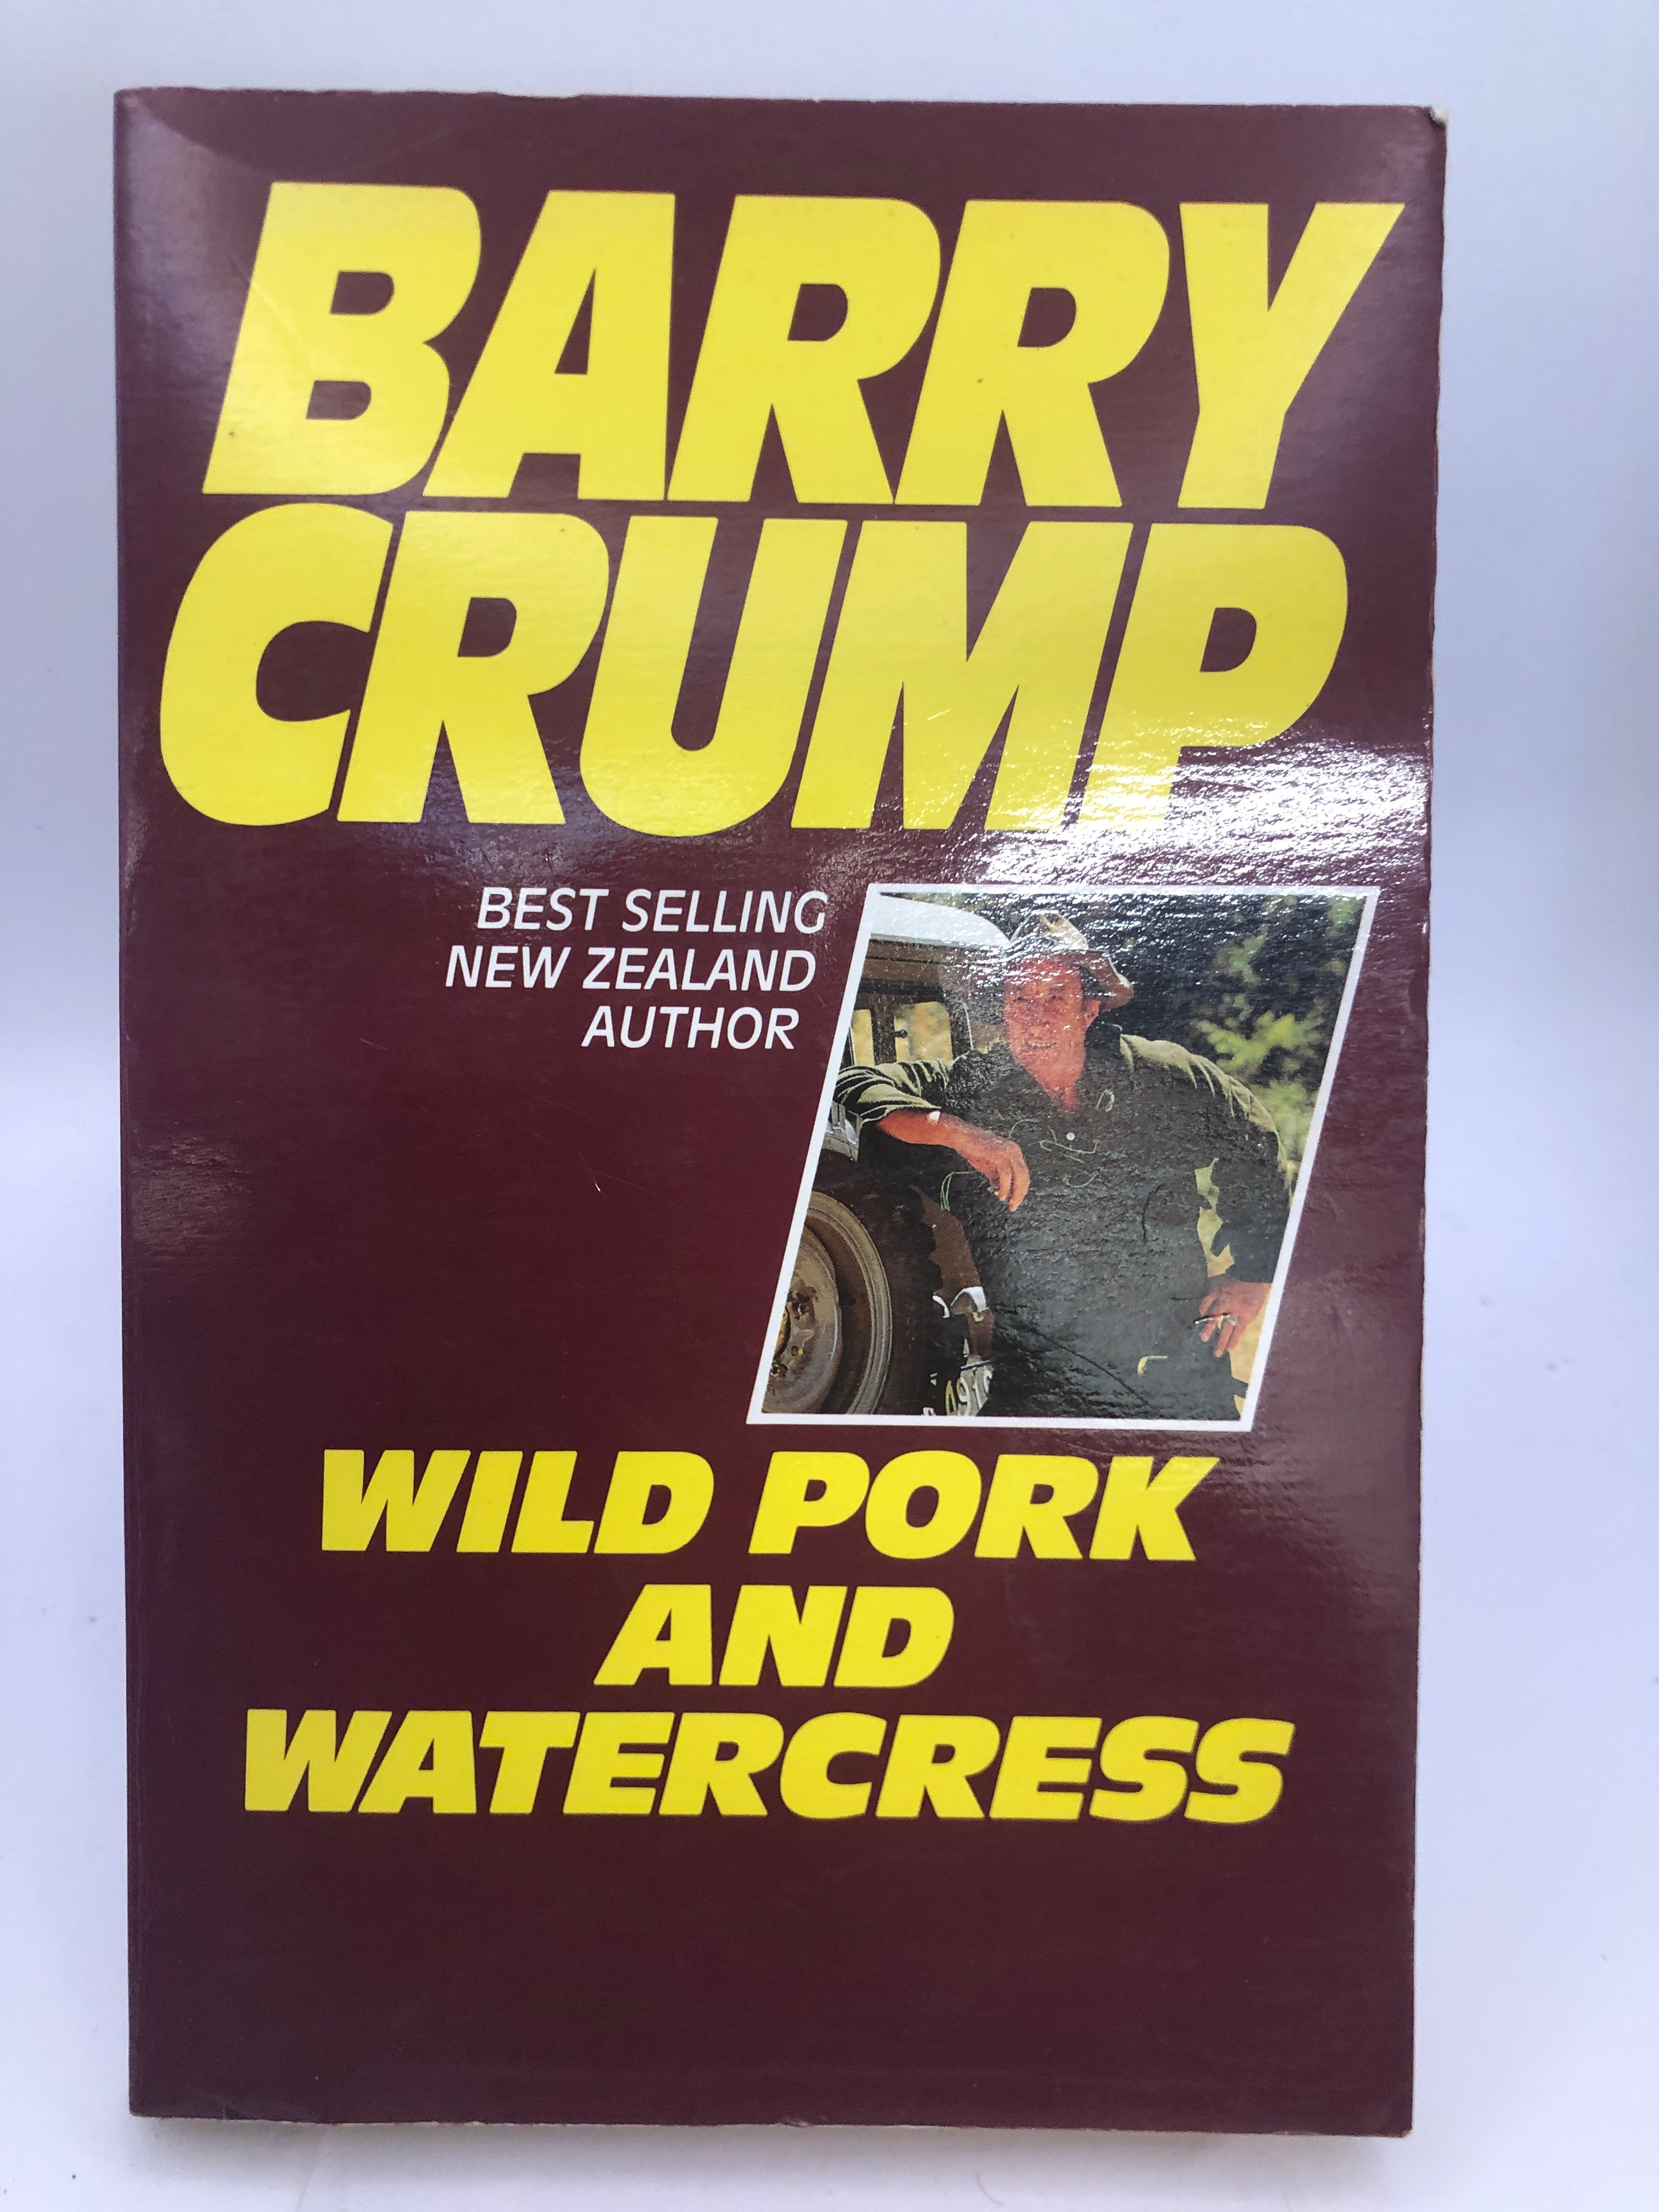 BARRY
CRUMP
BEST SELLING
NEW ZEALAND
AUTHOR
WILD PORK
AND
WATERCRESS